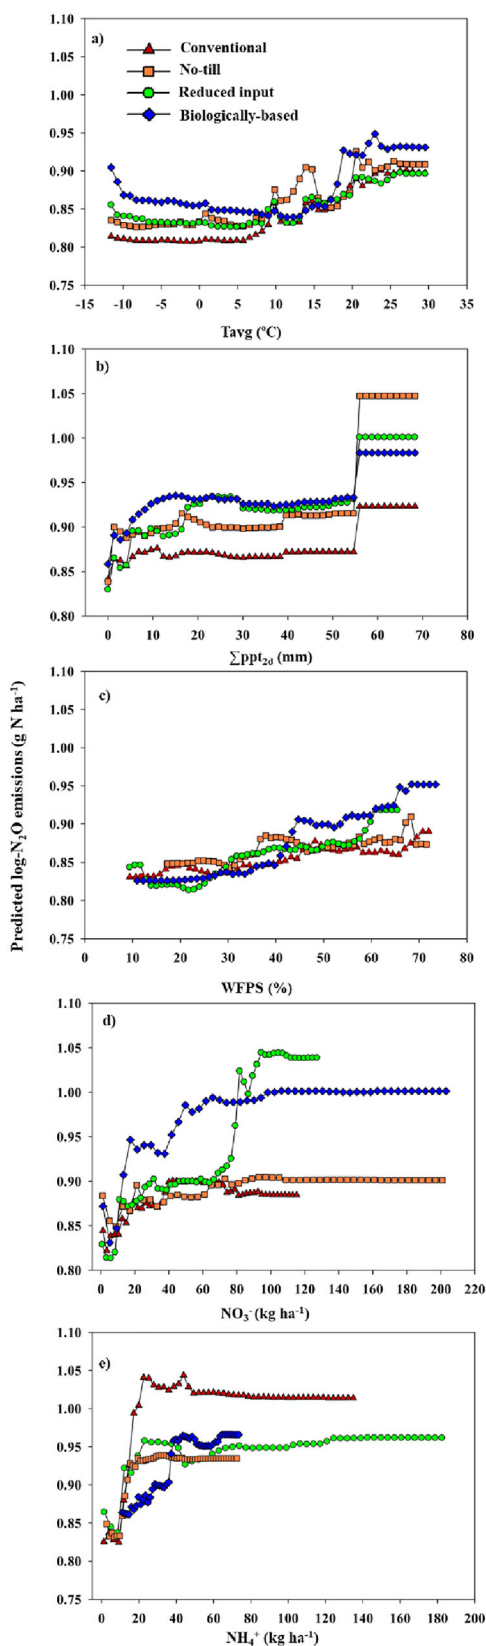 Predicted log-N₂O emissions (g N ha⁻¹)
a)
Conventional
No-till
Reduced input
Biologically-based
1.10
1.05
1.00
0.95
0.90
0.85
0.80
0.75
-15 -10 -5 0 5 10 15 20 25 30 35
Tavg (ºC)
b)
1.10
1.05
1.00
0.95
0.90
0.85
0.80
0 10 20 30 40 50 60 70 80
∑ppt₂d (mm)
c)
1.10
1.05
1.00
0.95
0.90
0.85
0.80
0.75
0 10 20 30 40 50 60 70 80
WFPS (%)
d)
1.10
1.05
1.00
0.95
0.90
0.85
0.80
0 20 40 60 80 100 120 140 160 180 200 220
NO₃⁻ (kg ha⁻¹)
e)
1.10
1.05
1.00
0.95
0.90
0.85
0.80
0.75
0 20 40 60 80 100 120 140 160 180 200
NH₄⁺ (kg ha⁻¹)